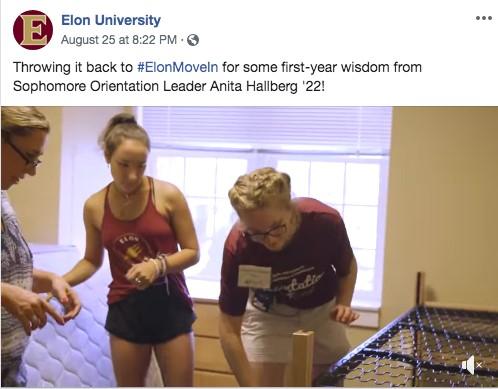 E
Elon University
August 25 at 8:22 PM ·
Throwing it back to #ElonMoveIn for some first-year wisdom from
Sophomore Orientation Leader Anita Hallberg '22!
ELON